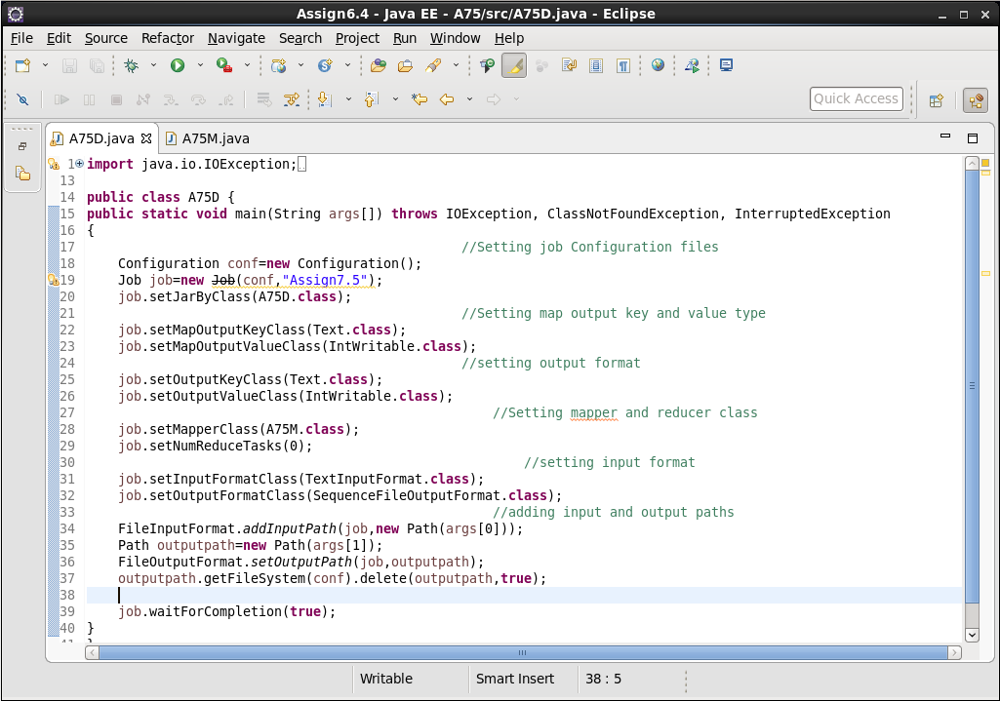 Assign6.4 - Java EE - A75/src/A75D.java - Eclipse
File Edit Source Refactor Navigate Search Project Run Window Help
Quick Access
A75D.java A75M.java
1 import java.io.IOException;
13
14 public class A75D {
15 public static void main(String args[]) throws IOException, ClassNotFoundException, InterruptedException
16 {
17 //Setting job Configuration files
18 Configuration conf=new Configuration();
19 Job job=new Job(conf,"Assign7.5");
20 job.setJarByClass(A75D.class);
21 //Setting map output key and value type
22 job.setMapOutputKeyClass(Text.class);
23 job.setMapOutputValueClass(IntWritable.class);
24 //setting output format
25 job.setOutputKeyClass(Text.class);
26 job.setOutputValueClass(IntWritable.class);
27 //Setting mapper and reducer class
28 job.setMapperClass(A75M.class);
29 job.setNumReduceTasks(0);
30 //setting input format
31 job.setInputFormatClass(TextInputFormat.class);
32 job.setOutputFormatClass(SequenceFileOutputFormat.class);
33 //adding input and output paths
34 FileInputFormat.addInputPath(job,new Path(args[0]));
35 Path outputpath=new Path(args[1]);
36 FileOutputFormat.setOutputPath(job,outputpath);
37 outputpath.getFileSystem(conf).delete(outputpath,true);
38
39 job.waitForCompletion(true);
40 }
Writable Smart Insert 38 : 5